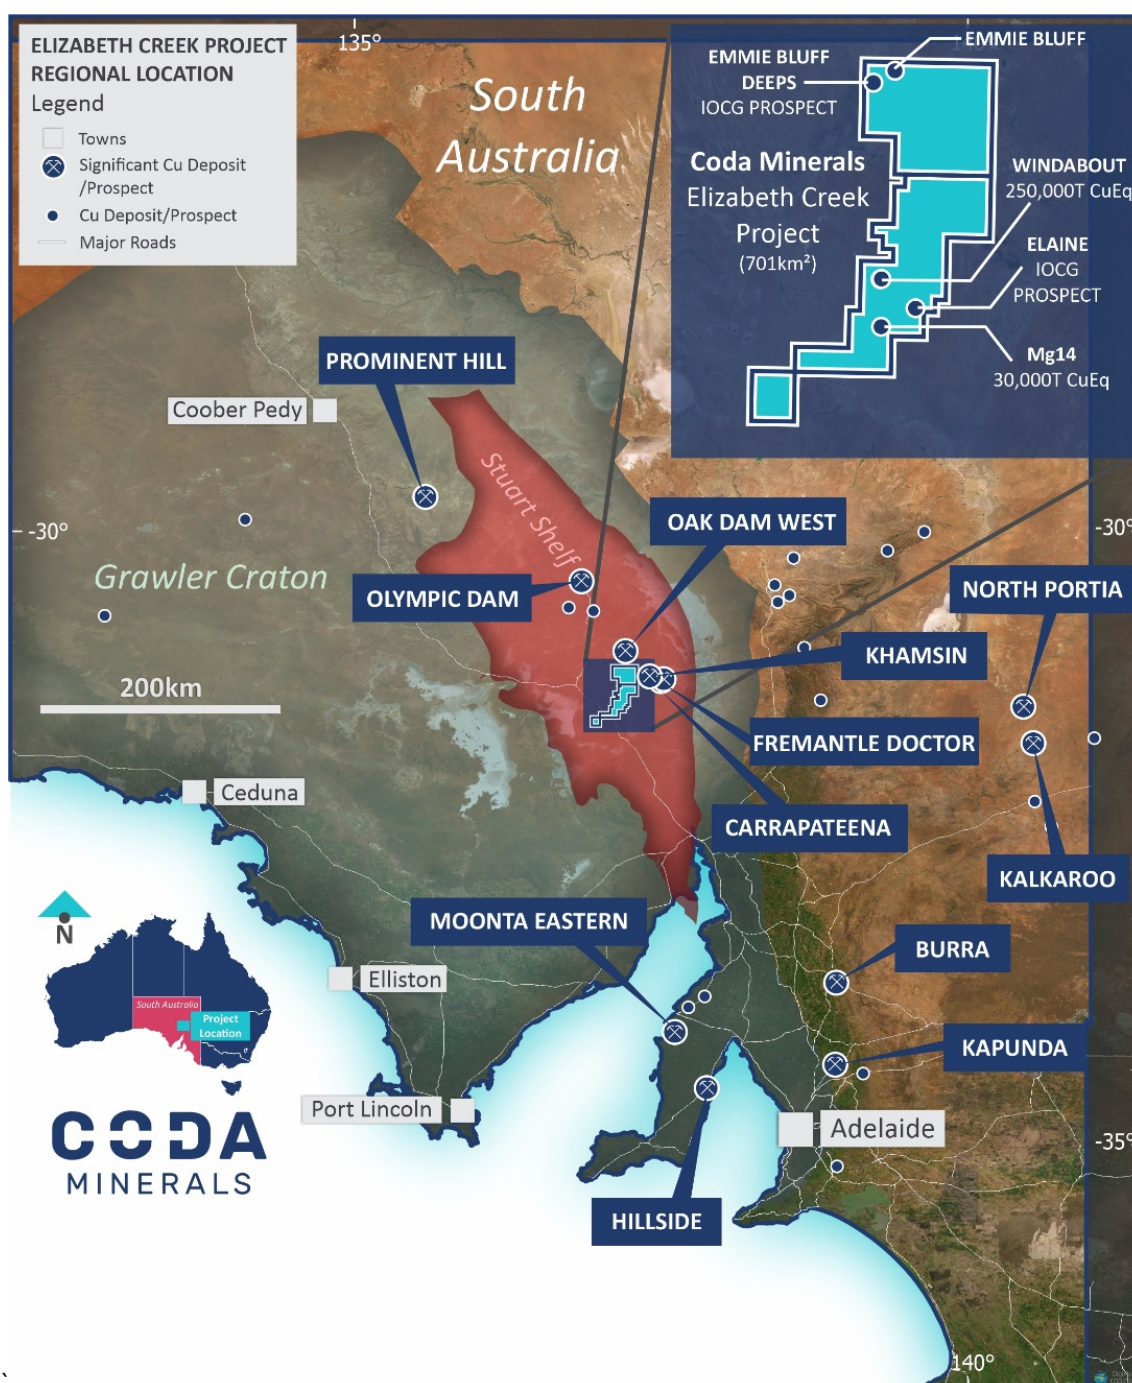 ELIZABETH CREEK PROJECT
REGIONAL LOCATION
Legend
Towns
Significant Cu Deposit
/Prospect
Cu Deposit/Prospect
Major Roads
135°
South
Australia
EMMIE BLUFF
EMMIE BLUFF
DEEPS
IOCG PROSPECT
Coda Minerals
Elizabeth Creek
Project
(701km²)
WINDABOUT
250,000T CuEq
ELAINE
IOCG
PROSPECT
Mg14
30,000T CuEq
PROMINENT HILL
Coober Pedy
Stuart Shelf
OAK DAM WEST
-30°
-30°
Grawler Craton
OLYMPIC DAM
NORTH PORTIA
KHAMSIN
200km
FREMANTLE DOCTOR
Ceduna
CARRAPATEENA
KALKAROO
MOONTA EASTERN
BURRA
N
Elliston
South Australia
Project
Location
KAPUNDA
Port Lincoln
Adelaide
-35°
CODA
MINERALS
HILLSIDE
140°